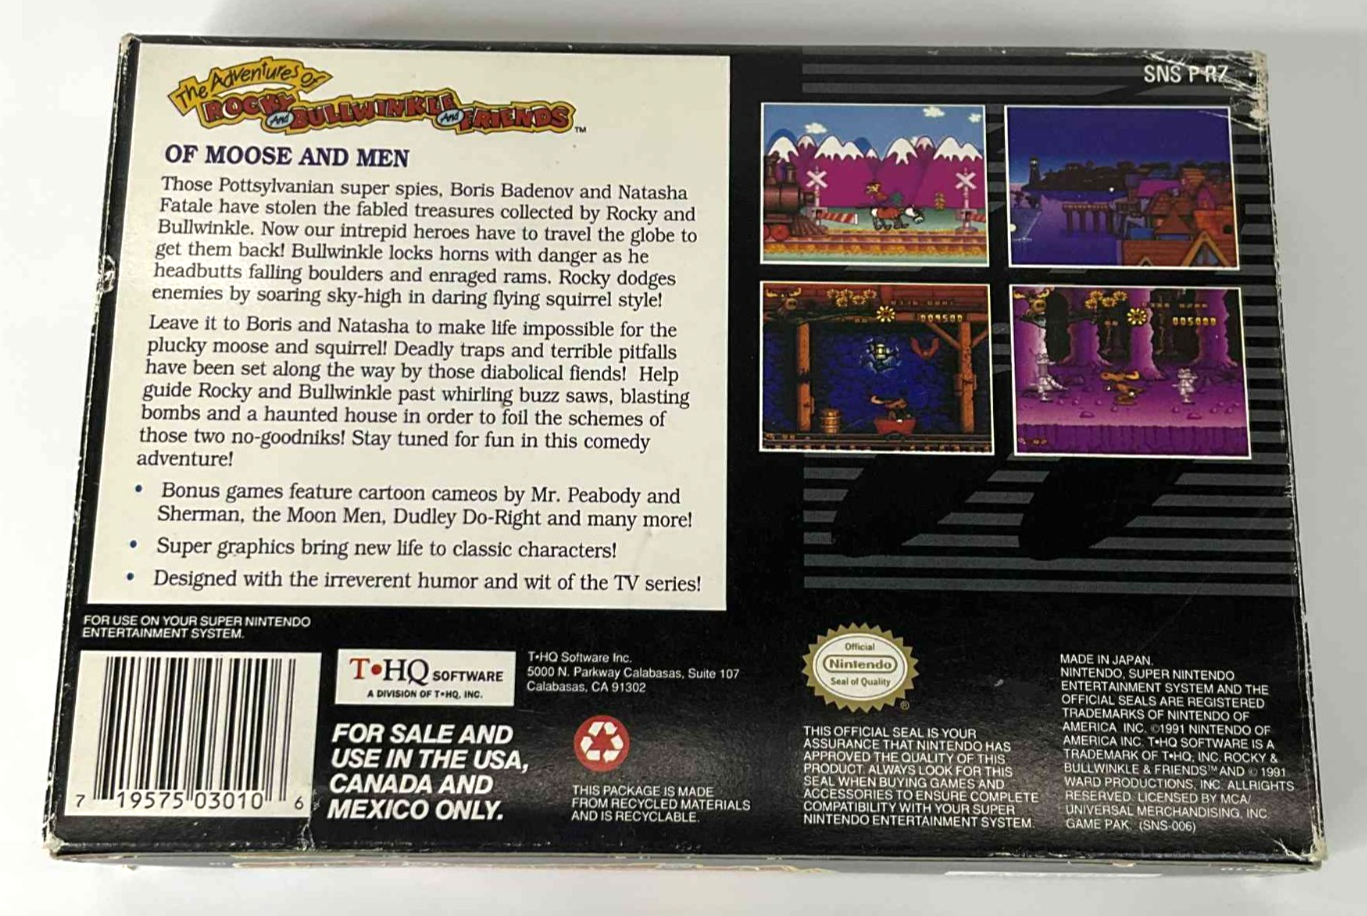 The Adventures of
ROCKY and BULLWINKLE and FRIENDS™
OF MOOSE AND MEN
Those Pottsylvanian super spies, Boris Badenov and Natasha
Fatale have stolen the fabled treasures collected by Rocky and
Bullwinkle. Now our intrepid heroes have to travel the globe to
get them back! Bullwinkle locks horns with danger as he
headbutts falling boulders and enraged rams. Rocky dodges
enemies by soaring sky-high in daring flying squirrel style!
Leave it to Boris and Natasha to make life impossible for the
plucky moose and squirrel! Deadly traps and terrible pitfalls
have been set along the way by those diabolical fiends! Help
guide Rocky and Bullwinkle past whirling buzz saws, blasting
bombs and a haunted house in order to foil the schemes of
those two no-goodniks! Stay tuned for fun in this comedy
adventure!
• Bonus games feature cartoon cameos by Mr. Peabody and
Sherman, the Moon Men, Dudley Do-Right and many more!
• Super graphics bring new life to classic characters!
• Designed with the irreverent humor and wit of the TV series!
SNS P R7
004500
005000
FOR USE ON YOUR SUPER NINTENDO
ENTERTAINMENT SYSTEM.
7 19575 03010 6
T•HQ SOFTWARE
A DIVISION OF T•HQ, INC.
FOR SALE AND
USE IN THE USA,
CANADA AND
MEXICO ONLY.
T•HQ Software Inc.
5000 N. Parkway Calabasas, Suite 107
Calabasas, CA 91302
THIS PACKAGE IS MADE
FROM RECYCLED MATERIALS
AND IS RECYCLABLE.
Official
Nintendo
Seal of Quality
®
THIS OFFICIAL SEAL IS YOUR
ASSURANCE THAT NINTENDO HAS
APPROVED THE QUALITY OF THIS
PRODUCT. ALWAYS LOOK FOR THIS
SEAL WHEN BUYING GAMES AND
ACCESSORIES TO ENSURE COMPLETE
COMPATIBILITY WITH YOUR SUPER
NINTENDO ENTERTAINMENT SYSTEM.
MADE IN JAPAN.
NINTENDO, SUPER NINTENDO
ENTERTAINMENT SYSTEM AND THE
OFFICIAL SEALS ARE REGISTERED
TRADEMARKS OF NINTENDO OF
AMERICA INC. ©1991 NINTENDO OF
AMERICA INC. T•HQ SOFTWARE IS A
TRADEMARK OF T•HQ, INC. ROCKY &
BULLWINKLE & FRIENDS™ AND © 1991
WARD PRODUCTIONS, INC. ALL RIGHTS
RESERVED. LICENSED BY MCA/
UNIVERSAL MERCHANDISING, INC.
GAME PAK (SNS-006)